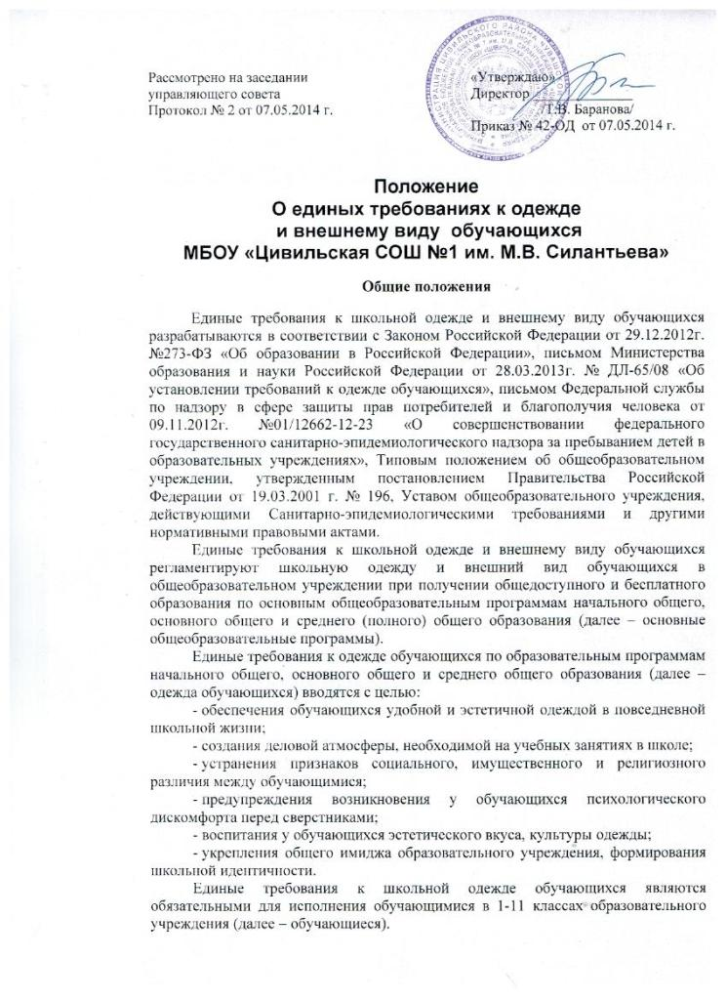 Рассмотрено на заседании
управляющего совета
Протокол № 2 от 07.05.2014 г.
«Утверждаю»
Директор
/Т.В. Баранова/
Приказ № 42-ОД от 07.05.2014 г.
Положение
О единых требованиях к одежде
и внешнему виду обучающихся
МБОУ «Цивильская СОШ №1 им. М.В. Силантьева»
Общие положения
Единые требования к школьной одежде и внешнему виду обучающихся
разрабатываются в соответствии с Законом Российской Федерации от 29.12.2012г.
№273-ФЗ «Об образовании в Российской Федерации», письмом Министерства
образования и науки Российской Федерации от 28.03.2013г. № ДЛ-65/08 «Об
установлении требований к одежде обучающихся», письмом Федеральной службы
по надзору в сфере защиты прав потребителей и благополучия человека от
09.11.2012г. №01/12662-12-23 «О совершенствовании федерального
государственного санитарно-эпидемиологического надзора за пребыванием детей в
образовательных учреждениях», Типовым положением об общеобразовательном
учреждении, утвержденным постановлением Правительства Российской
Федерации от 19.03.2001 г. № 196, Уставом общеобразовательного учреждения,
действующими Санитарно-эпидемиологическими требованиями и другими
нормативными правовыми актами.
Единые требования к школьной одежде и внешнему виду обучающихся
регламентируют школьную одежду и внешний вид обучающихся в
общеобразовательном учреждении при получении общедоступного и бесплатного
образования по основным общеобразовательным программам начального общего,
основного общего и среднего (полного) общего образования (далее – основные
общеобразовательные программы).
Единые требования к одежде обучающихся по образовательным программам
начального общего, основного общего и среднего общего образования (далее –
одежда обучающихся) вводятся с целью:
- обеспечения обучающихся удобной и эстетичной одеждой в повседневной
школьной жизни;
- создания деловой атмосферы, необходимой на учебных занятиях в школе;
- устранения признаков социального, имущественного и религиозного
различия между обучающимися;
- предупреждения возникновения у обучающихся психологического
дискомфорта перед сверстниками;
- воспитания у обучающихся эстетического вкуса, культуры одежды;
- укрепления общего имиджа образовательного учреждения, формирования
школьной идентичности.
Единые требования к школьной одежде обучающихся являются
обязательными для исполнения обучающимися в 1-11 классах образовательного
учреждения (далее – обучающиеся).